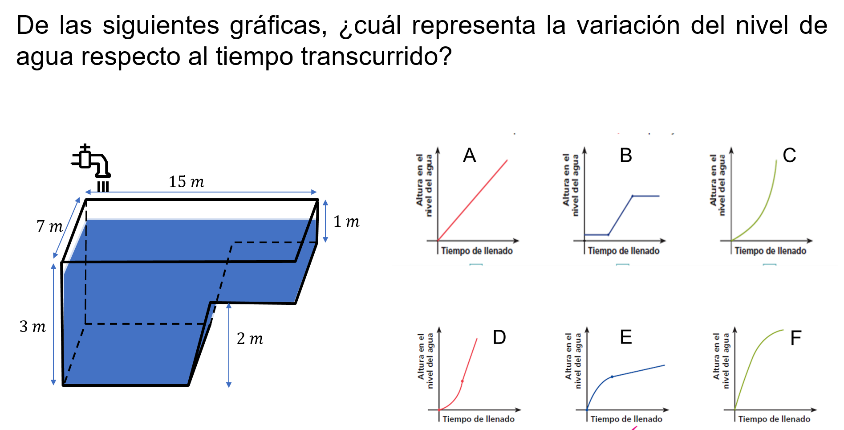 De las siguientes gráficas, ¿cuál representa la variación del nivel de
agua respecto al tiempo transcurrido?
15 m
7 m
1 m
3 m
2 m
A
Altura en el
nivel del agua
Tiempo de llenado
B
Altura en el
nivel del agua
Tiempo de llenado
C
Altura en el
nivel del agua
Tiempo de llenado
D
Altura en el
nivel del agua
Tiempo de llenado
E
Altura en el
nivel del agua
Tiempo de llenado
F
Altura en el
nivel del agua
Tiempo de llenado